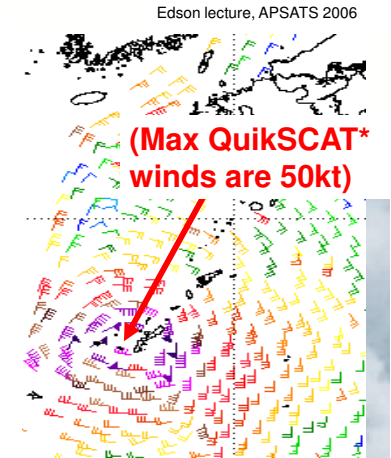 Edson lecture, APSATS 2006
(Max QuikSCAT*
winds are 50kt)